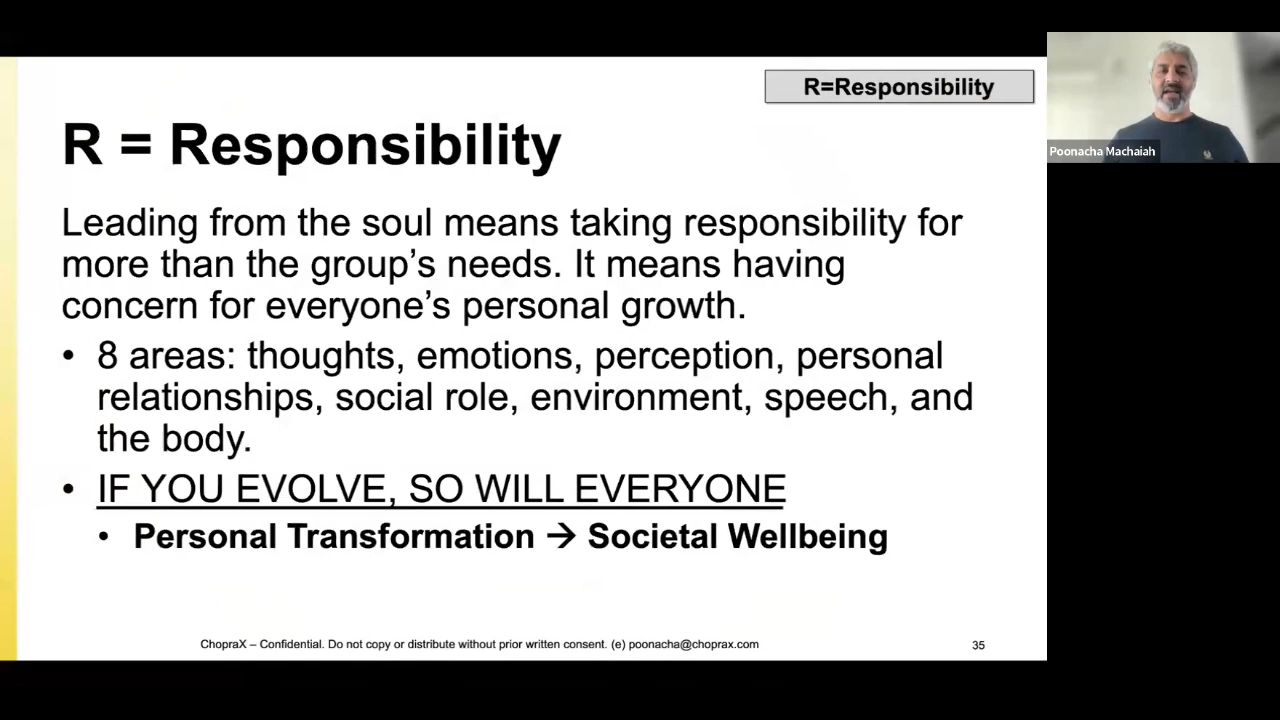 R=Responsibility
R = Responsibility
Leading from the soul means taking responsibility for
more than the group’s needs. It means having
concern for everyone’s personal growth.
• 8 areas: thoughts, emotions, perception, personal
relationships, social role, environment, speech, and
the body.
• IF YOU EVOLVE, SO WILL EVERYONE
• Personal Transformation → Societal Wellbeing
ChopraX – Confidential. Do not copy or distribute without prior written consent. (e) poonacha@choprax.com
35
Poonacha Machaiah